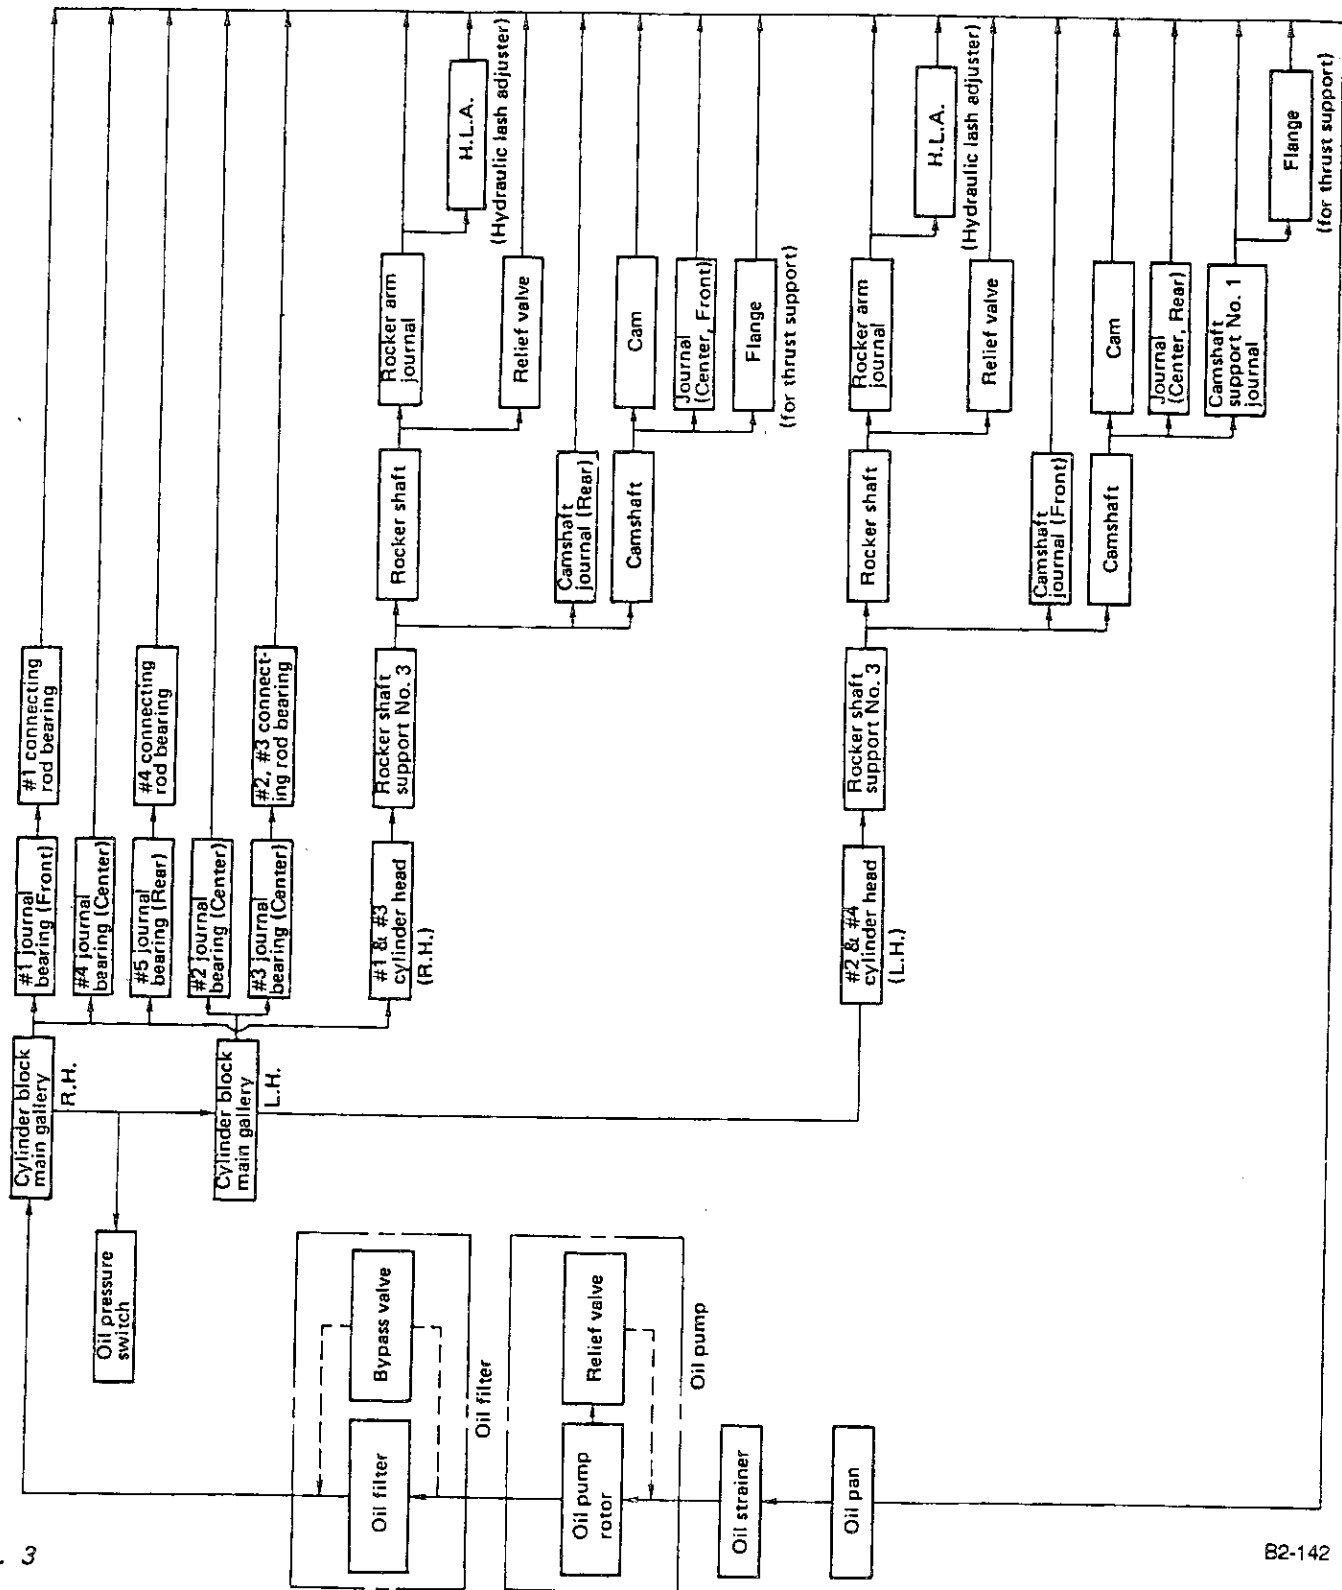 Oil pan
Oil strainer
Oil pump
rotor
Relief valve
Oil pump
Oil filter
Bypass valve
Oil filter
Oil pressure
switch
Cylinder block
main gallery
R.H.
Cylinder block
main gallery
L.H.
#1 journal
bearing (Front)
#4 journal
bearing (Center)
#5 journal
bearing (Rear)
#2 journal
bearing (Center)
#3 journal
bearing (Center)
#1 & #3
cylinder head
(R.H.)
#2 & #4
cylinder head
(L.H.)
#1 connecting
rod bearing
#4 connecting
rod bearing
#2, #3 connect-
ing rod bearing
Rocker shaft
support No. 3
Rocker shaft
support No. 3
Rocker shaft
Camshaft
journal (Rear)
Camshaft
Rocker shaft
Camshaft
journal (Front)
Camshaft
Rocker arm
journal
Relief valve
Cam
Journal
(Center, Front)
Flange
(for thrust support)
Rocker arm
journal
Relief valve
Cam
Journal
(Center, Rear)
Camshaft
support No. 1
journal
H.L.A.
(Hydraulic lash adjuster)
H.L.A.
(Hydraulic lash adjuster)
Flange
(for thrust support)
. 3
B2-142